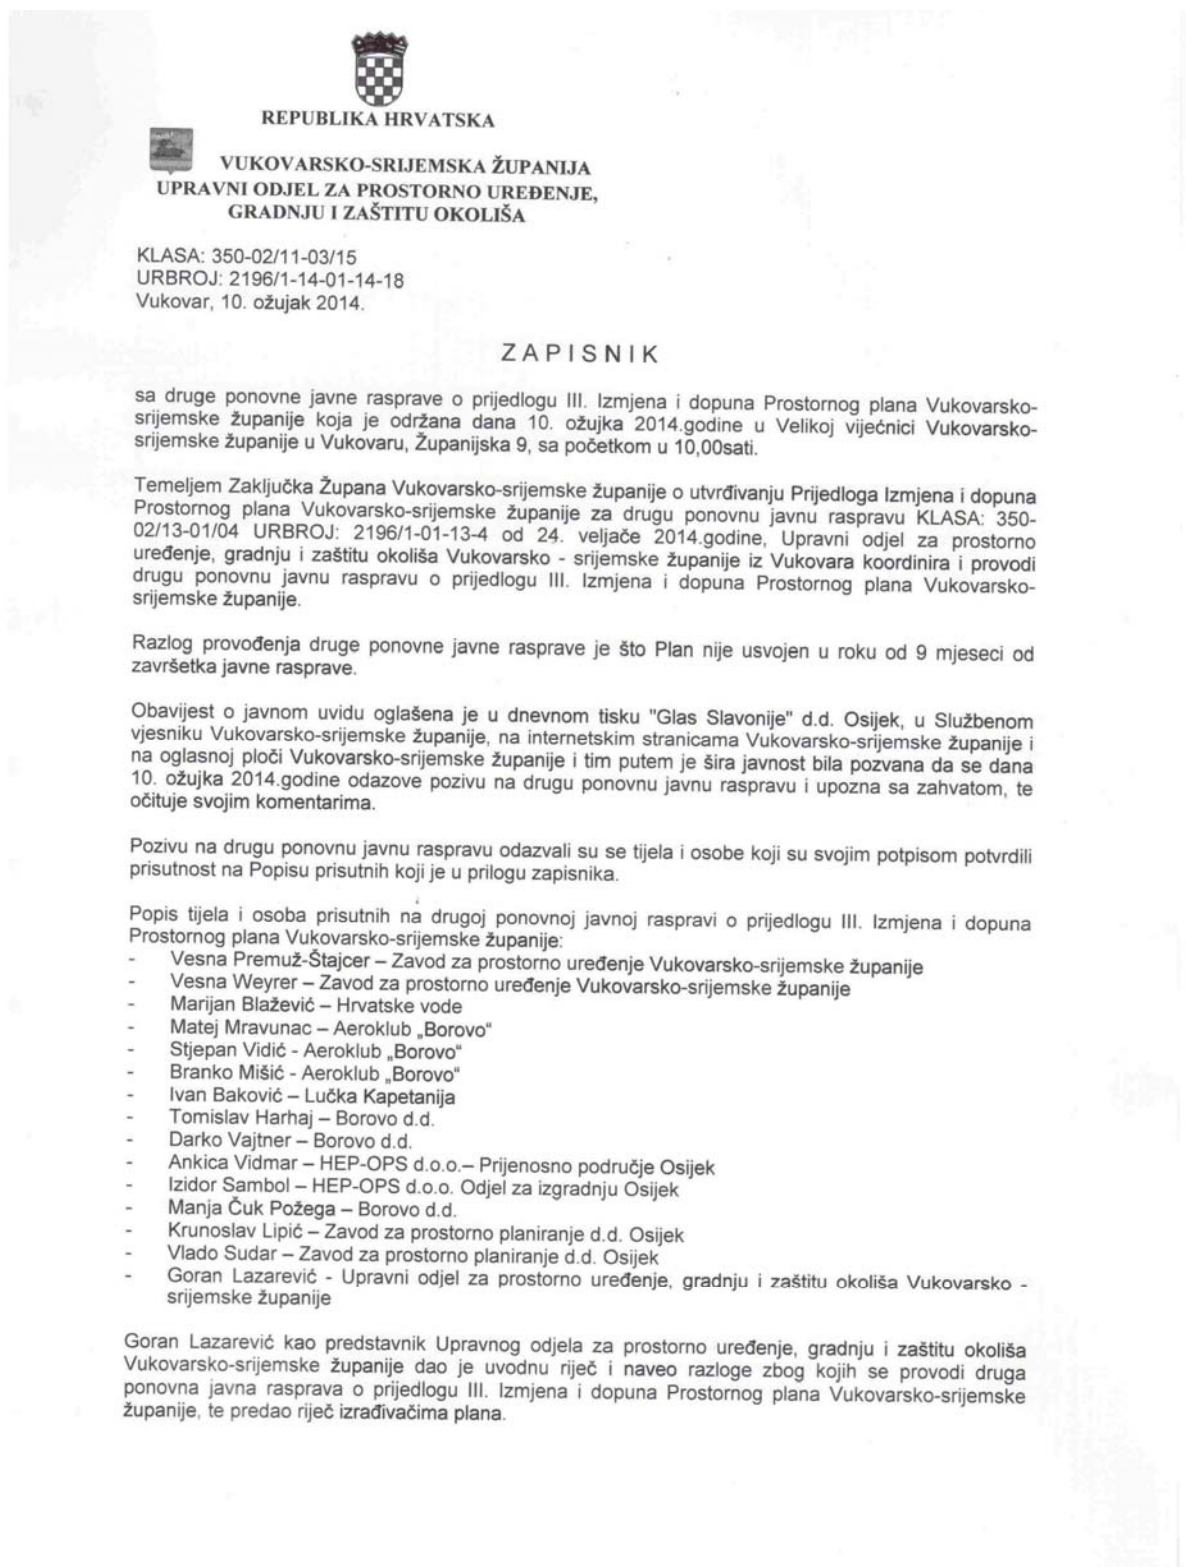 REPUBLIKA HRVATSKA
VUKOVARSKO-SRIJEMSKA ŽUPANIJA
UPRAVNI ODJEL ZA PROSTORNO UREĐENJE,
GRADNJU I ZAŠTITU OKOLIŠA
KLASA: 350-02/11-03/15
URBROJ: 2196/1-14-01-14-18
Vukovar, 10. ožujak 2014.
Z A P I S N I K
sa druge ponovne javne rasprave o prijedlogu III. Izmjena i dopuna Prostornog plana Vukovarsko-
srijemske županije koja je održana dana 10. ožujka 2014.godine u Velikoj vijećnici Vukovarsko-
srijemske županije u Vukovaru, Županijska 9, sa početkom u 10,00sati.
Temeljem Zaključka Župana Vukovarsko-srijemske županije o utvrđivanju Prijedloga Izmjena i dopuna
Prostornog plana Vukovarsko-srijemske županije za drugu ponovnu javnu raspravu KLASA: 350-
02/13-01/04 URBROJ: 2196/1-01-13-4 od 24. veljače 2014.godine, Upravni odjel za prostorno
uređenje, gradnju i zaštitu okoliša Vukovarsko - srijemske županije iz Vukovara koordinira i provodi
drugu ponovnu javnu raspravu o prijedlogu III. Izmjena i dopuna Prostornog plana Vukovarsko-
srijemske županije.
Razlog provođenja druge ponovne javne rasprave je što Plan nije usvojen u roku od 9 mjeseci od
završetka javne rasprave.
Obavijest o javnom uvidu oglašena je u dnevnom tisku "Glas Slavonije" d.d. Osijek, u Službenom
vjesniku Vukovarsko-srijemske županije, na internetskim stranicama Vukovarsko-srijemske županije i
na oglasnoj ploči Vukovarsko-srijemske županije i tim putem je šira javnost bila pozvana da se dana
10. ožujka 2014.godine odazove pozivu na drugu ponovnu javnu raspravu i upozna sa zahvatom, te
očituje svojim komentarima.
Pozivu na drugu ponovnu javnu raspravu odazvali su se tijela i osobe koji su svojim potpisom potvrdili
prisutnost na Popisu prisutnih koji je u prilogu zapisnika.
Popis tijela i osoba prisutnih na drugoj ponovnoj javnoj raspravi o prijedlogu III. Izmjena i dopuna
Prostornog plana Vukovarsko-srijemske županije:
- Vesna Premuž-Štajcer – Zavod za prostorno uređenje Vukovarsko-srijemske županije
- Vesna Weyrer – Zavod za prostorno uređenje Vukovarsko-srijemske županije
- Marijan Blažević – Hrvatske vode
- Matej Mravunac – Aeroklub „Borovo“
- Stjepan Vidić - Aeroklub „Borovo“
- Branko Mišić - Aeroklub „Borovo“
- Ivan Baković – Lučka Kapetanija
- Tomislav Harhaj – Borovo d.d.
- Darko Vajtner – Borovo d.d.
- Ankica Vidmar – HEP-OPS d.o.o.– Prijenosno područje Osijek
- Izidor Sambol – HEP-OPS d.o.o. Odjel za izgradnju Osijek
- Manja Čuk Požega – Borovo d.d.
- Krunoslav Lipić – Zavod za prostorno planiranje d.d. Osijek
- Vlado Sudar – Zavod za prostorno planiranje d.d. Osijek
- Goran Lazarević - Upravni odjel za prostorno uređenje, gradnju i zaštitu okoliša Vukovarsko -
srijemske županije
Goran Lazarević kao predstavnik Upravnog odjela za prostorno uređenje, gradnju i zaštitu okoliša
Vukovarsko-srijemske županije dao je uvodnu riječ i naveo razloge zbog kojih se provodi druga
ponovna javna rasprava o prijedlogu III. Izmjena i dopuna Prostornog plana Vukovarsko-srijemske
županije, te predao riječ izrađivačima plana.